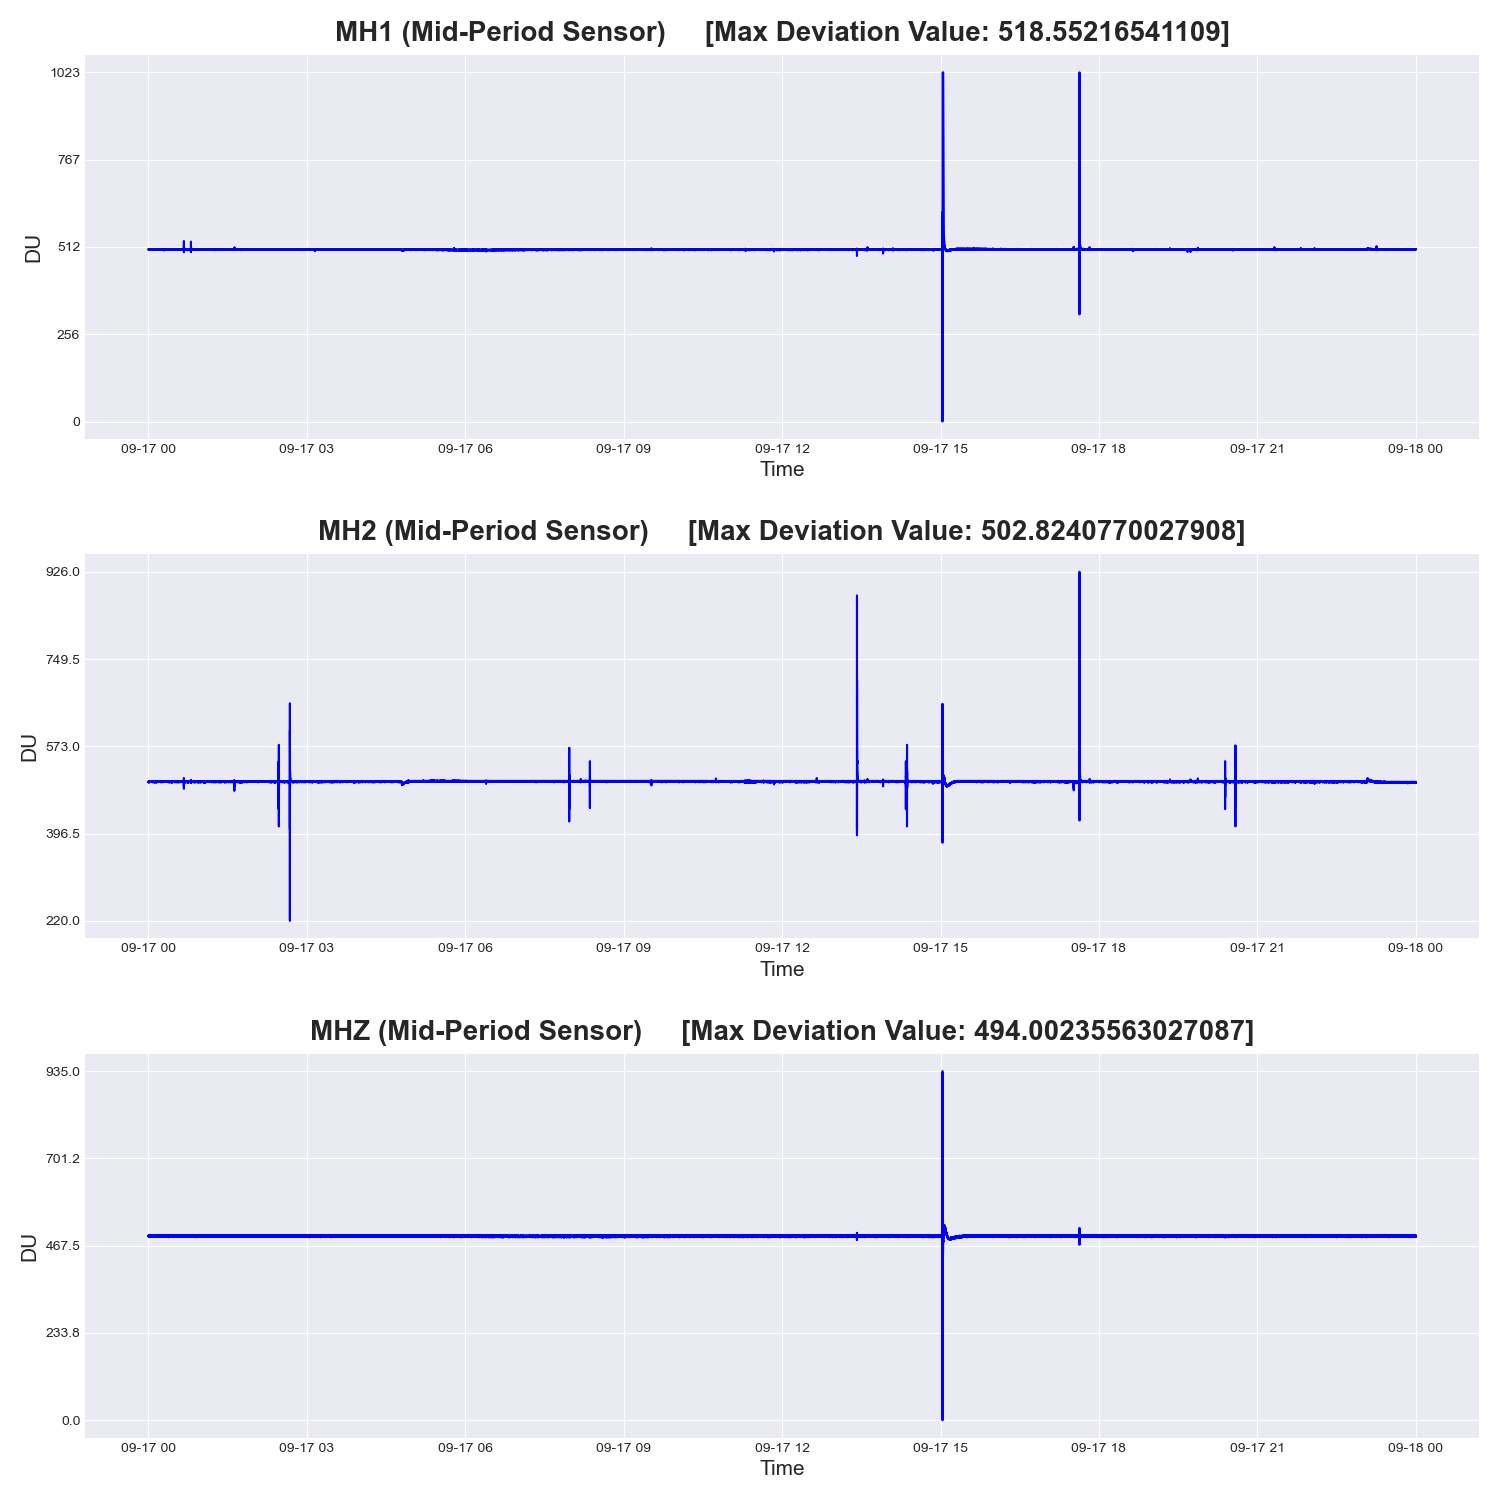 MH1 (Mid-Period Sensor) [Max Deviation Value: 518.55216541109]
1023
767
512
256
0
DU
09-17 00 09-17 03 09-17 06 09-17 09 09-17 12 09-17 15 09-17 18 09-17 21 09-18 00
Time
MH2 (Mid-Period Sensor) [Max Deviation Value: 502.8240770027908]
926.0
749.5
573.0
396.5
220.0
DU
09-17 00 09-17 03 09-17 06 09-17 09 09-17 12 09-17 15 09-17 18 09-17 21 09-18 00
Time
MHZ (Mid-Period Sensor) [Max Deviation Value: 494.00235563027087]
935.0
701.2
467.5
233.8
0.0
DU
09-17 00 09-17 03 09-17 06 09-17 09 09-17 12 09-17 15 09-17 18 09-17 21 09-18 00
Time